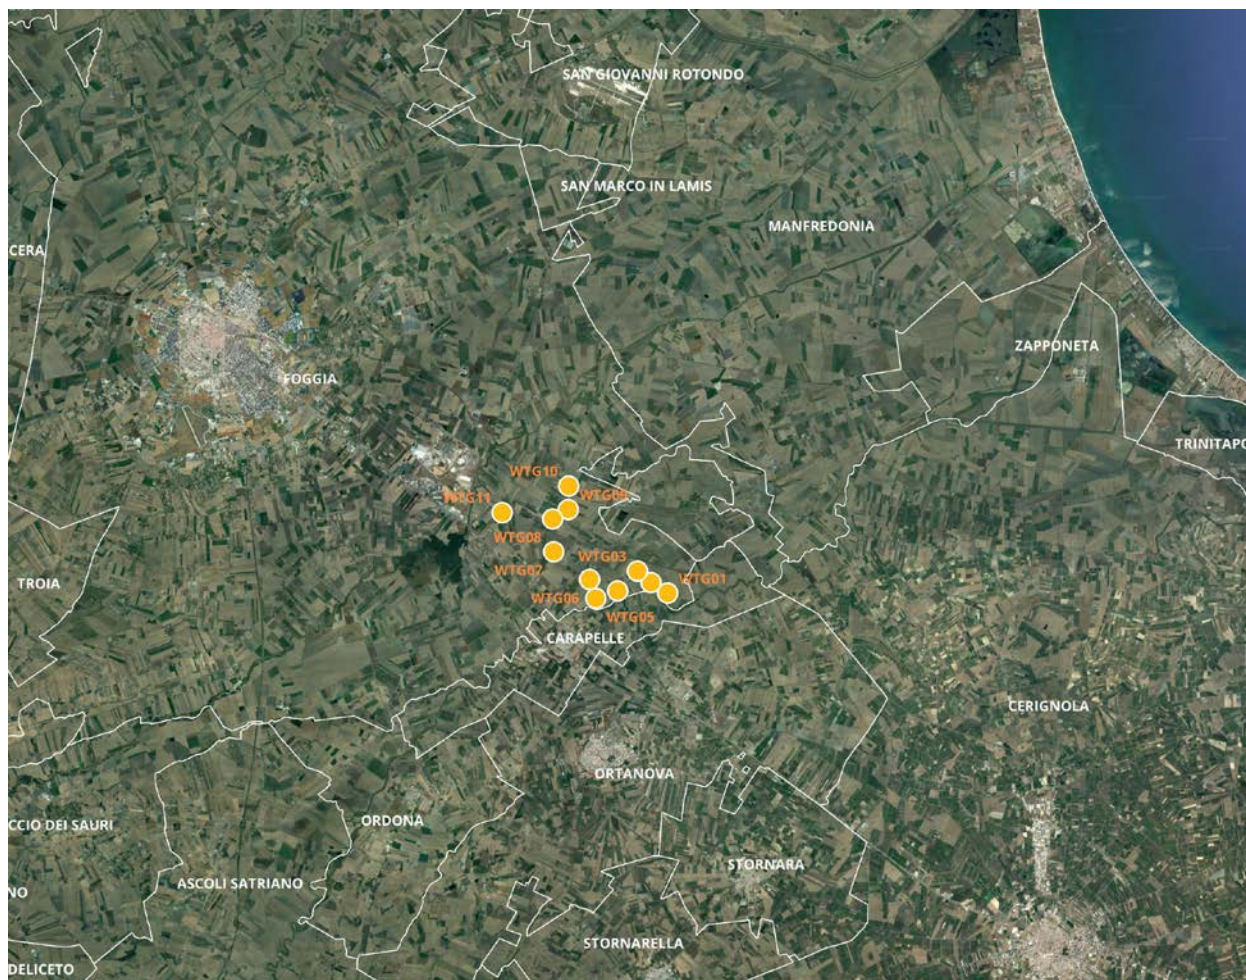 SAN GIOVANNI ROTONDO
SAN MARCO IN LAMIS
MANFREDONIA
CERA
ZAPPONETA
FOGGIA
TRINITAPO
WTG10
WTG09
WTG11
WTG08
WTG03
WTG07
WTG01
TROIA
WTG06
WTG05
CARAPELLE
CERIGNOLA
ORTANOVA
ORDONA
CCIO DEI SAURI
STORNARA
ASCOLI SATRIANO
NO
STORNARELLA
DELICETO